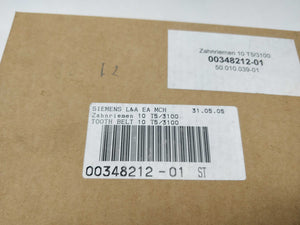 Zahnriemen 10 T5/3100
00348212-01
50.010.039-01
SIEMENS L&A EA MCH 31.05.05
Zahnriemen 10 T5/3100
TOOTH BELT 10 T5/3100
00348212-01 ST